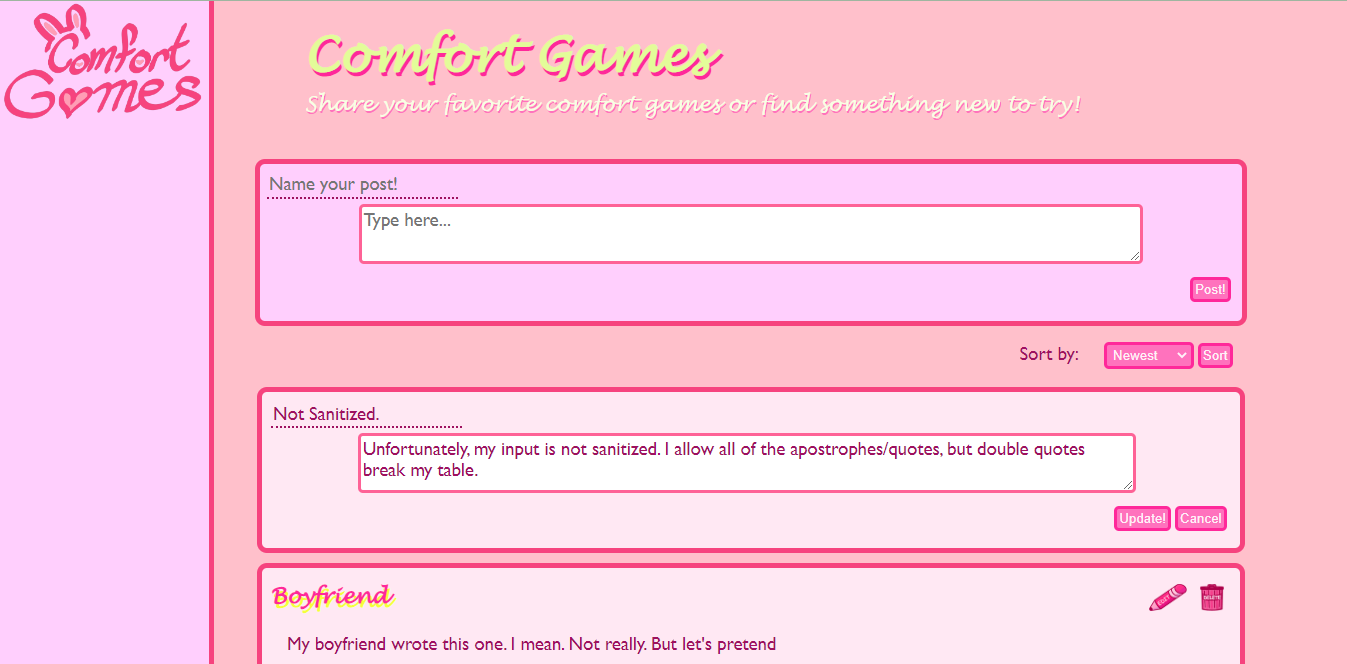 Comfort
Games
Comfort Games
Share your favorite comfort games or find something new to try!
Name your post!
Type here...
Post!
Sort by: Newest Sort
Not Sanitized.
Unfortunately, my input is not sanitized. I allow all of the apostrophes/quotes, but double quotes
break my table.
Update! Cancel
Boyfriend
DELETE
My boyfriend wrote this one. I mean. Not really. But let's pretend